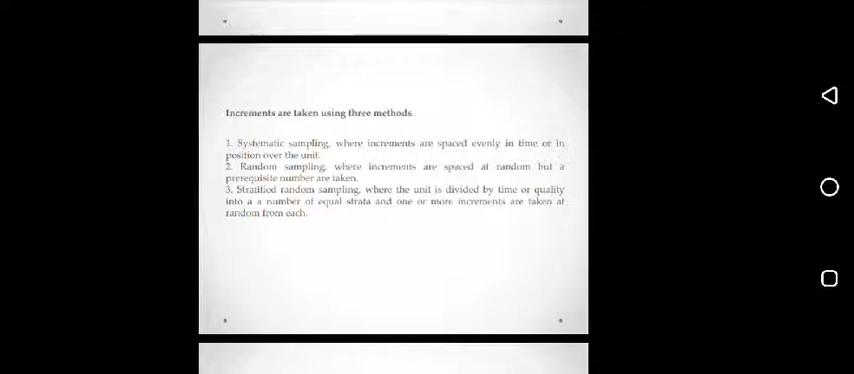 Increments are taken using three methods.
1. Systematic sampling, where increments are spaced evenly in time or in
position over the unit.
2. Random sampling, where increments are spaced at random but a
prerequisite number are taken.
3. Stratified random sampling, where the unit is divided by time or quality
into a a number of equal strata and one or more increments are taken at
random from each.